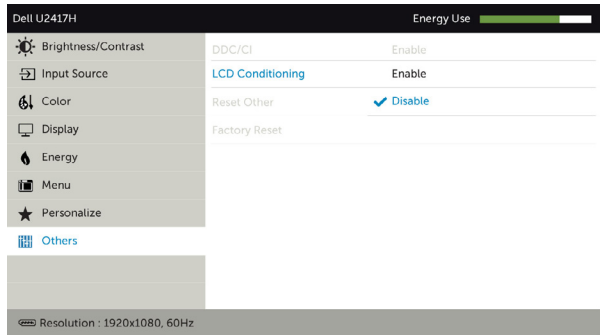 Dell U2417H Energy Use
Brightness/Contrast DDC/CI Enable
Input Source LCD Conditioning Enable
Color Reset Other Disable
Display Factory Reset
Energy
Menu
Personalize
Others
Resolution : 1920x1080, 60Hz